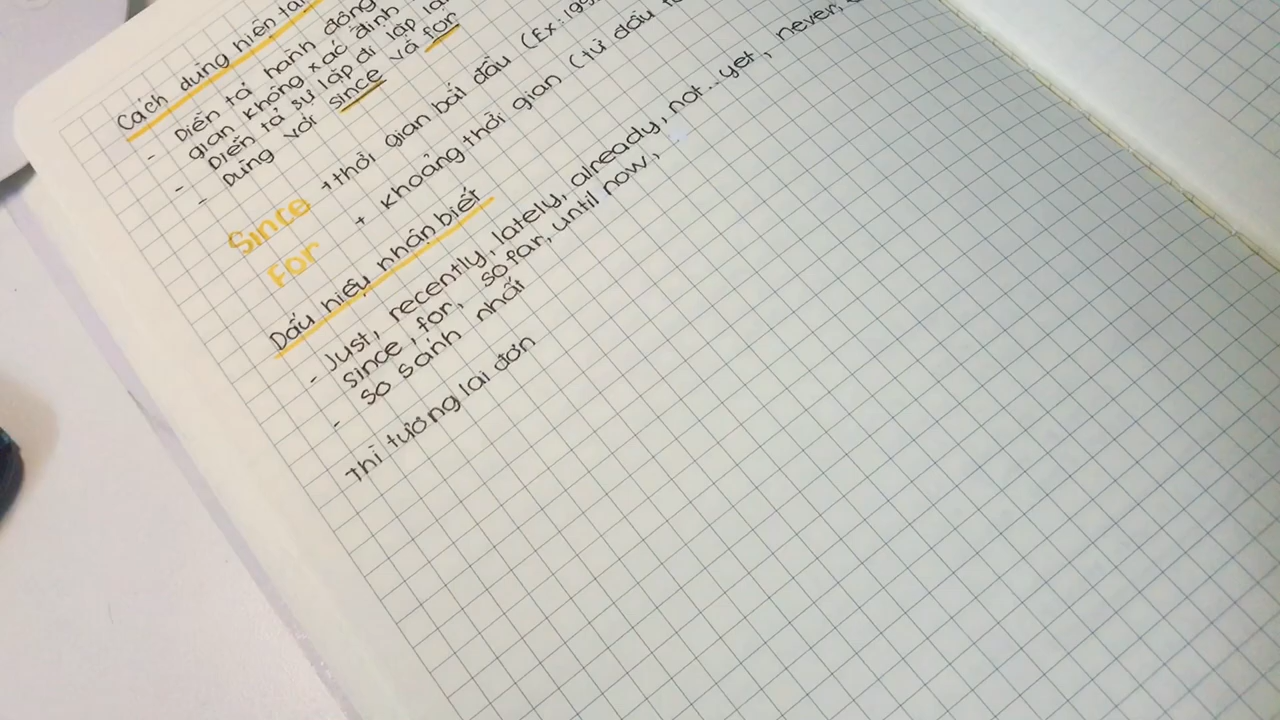 Cách dùng hiện tại
- Diễn tả hành động
gian không xác định
- Diễn tả sự lặp đi lặp lại
- Dùng với since và for
Since + thời gian bắt đầu (Ex:
For + khoảng thời gian (từ đầu
Dấu hiệu nhận biết
- Just, recently, lately, already, not...yet, never,
since, for, so far, until now,
- so sánh nhất
Thì tương lai đơn